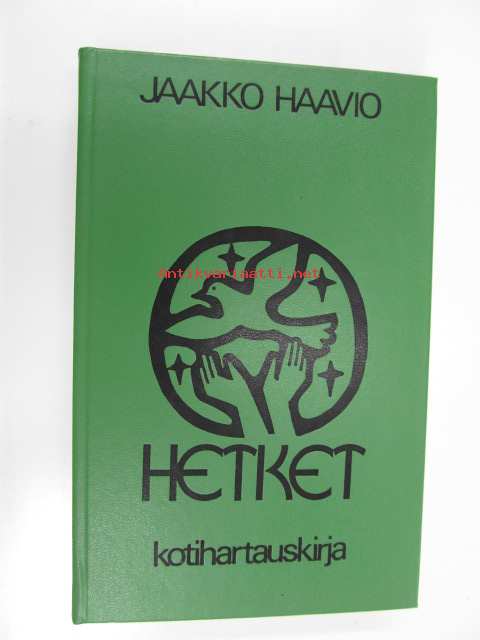 JAAKKO HAAVIO
antikvariaatti.net
HETKET
kotihartauskirja